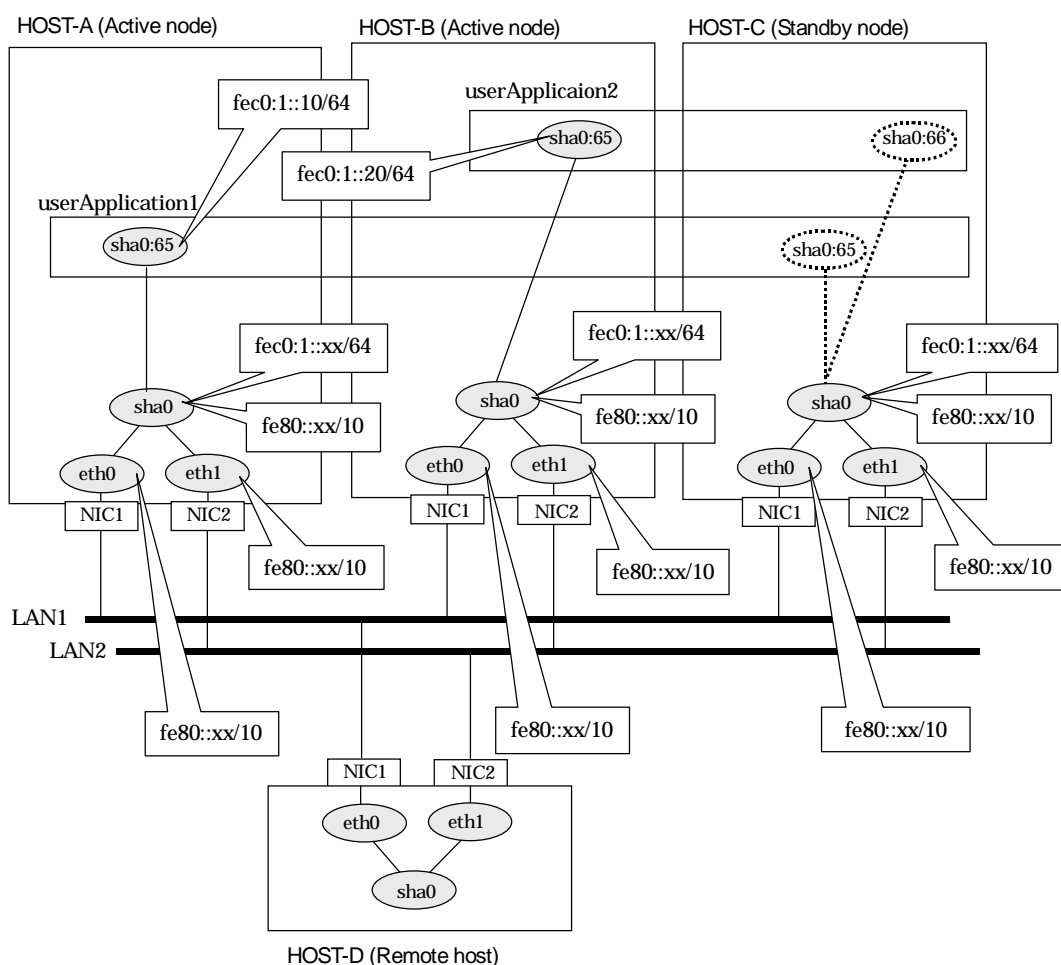 HOST-A (Active node)
HOST-B (Active node)
HOST-C (Standby node)
fec0:1::10/64
userApplicaion2
sha0:65
sha0:66
fec0:1::20/64
userApplication1
sha0:65
sha0:65
fec0:1::xx/64
fec0:1::xx/64
fec0:1::xx/64
sha0
fe80::xx/10
sha0
fe80::xx/10
sha0
fe80::xx/10
eth0
eth1
eth0
eth1
eth0
eth1
NIC1
NIC2
NIC1
NIC2
NIC1
NIC2
fe80::xx/10
fe80::xx/10
fe80::xx/10
LAN1
LAN2
fe80::xx/10
fe80::xx/10
fe80::xx/10
NIC1
NIC2
eth0
eth1
sha0
HOST-D (Remote host)